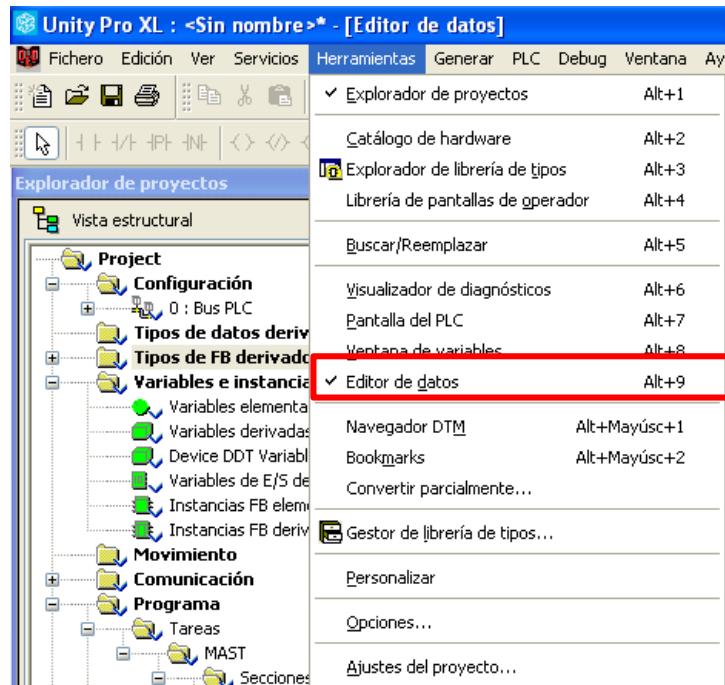 Unity Pro XL : <Sin nombre>* - [Editor de datos]
Fichero Edición Ver Servicios Herramientas Generar PLC Debug Ventana Ay
Explorador de proyectos Alt+1
Catálogo de hardware Alt+2
Explorador de librería de tipos Alt+3
Librería de pantallas de operador Alt+4
Buscar/Reemplazar Alt+5
Visualizador de diagnósticos Alt+6
Pantalla del PLC Alt+7
Ventana de variables Alt+8
Editor de datos Alt+9
Navegador DTM Alt+Mayúsc+1
Bookmarks Alt+Mayúsc+2
Convertir parcialmente...
Gestor de librería de tipos...
Personalizar
Opciones...
Ajustes del proyecto...
Explorador de proyectos
Vista estructural
Project
Configuración
0 : Bus PLC
Tipos de datos deriv
Tipos de FB derivado
Variables e instancia
Variables elementa
Variables derivadas
Device DDT Variabl
Variables de E/S de
Instancias FB elem
Instancias FB deriv
Movimiento
Comunicación
Programa
Tareas
MAST
Secciones